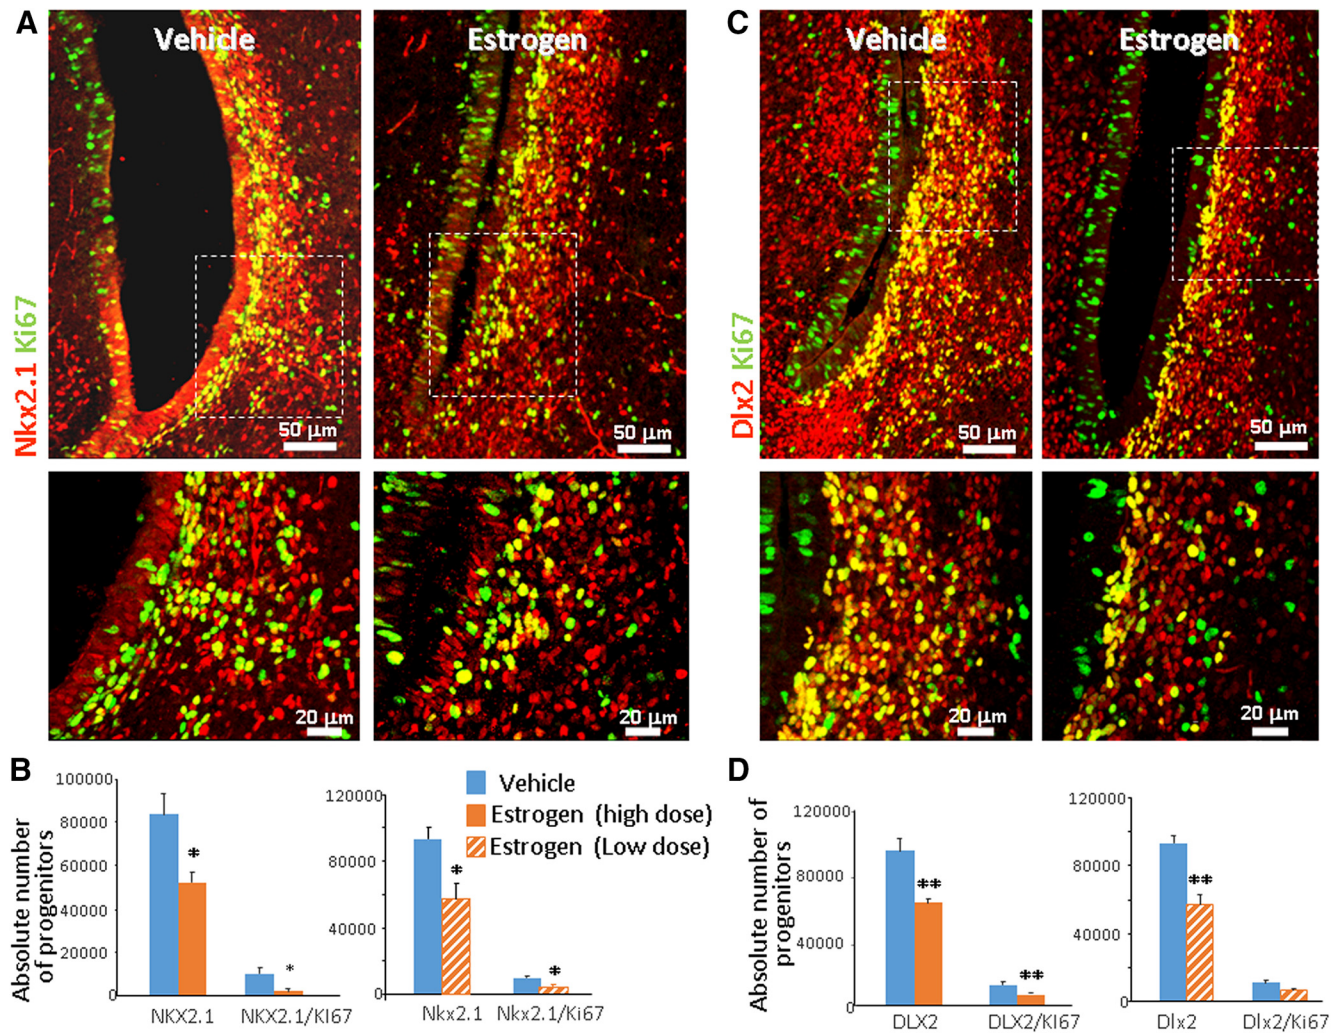 A
Vehicle
Estrogen
Nkx2.1 Ki67
50 µm
50 µm
20 µm
20 µm
C
Vehicle
Estrogen
Dlx2 Ki67
50 µm
50 µm
20 µm
20 µm
B
Absolute number
of progenitors
100000
80000
60000
40000
20000
0
*
*
NKX2.1
NKX2.1/KI67
120000
80000
40000
0
*
*
Nkx2.1
Nkx2.1/Ki67
Vehicle
Estrogen (high dose)
Estrogen (Low dose)
D
Absolute number of
progenitors
120000
80000
40000
0
**
**
DLX2
DLX2/KI67
120000
80000
40000
0
**
Dlx2
Dlx2/Ki67